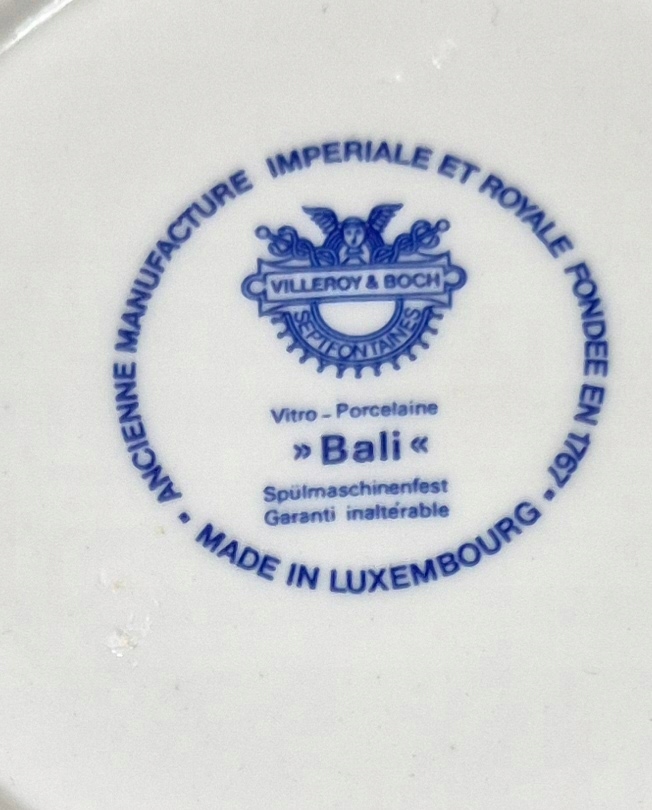 ANCIENNE MANUFACTURE IMPERIALE ET ROYALE FONDEE EN 1767
VILLEROY & BOCH
SEPTFONTAINES
Vitro - Porcelaine
» Bali «
Spülmaschinenfest
Garanti inaltérable
• MADE IN LUXEMBOURG •